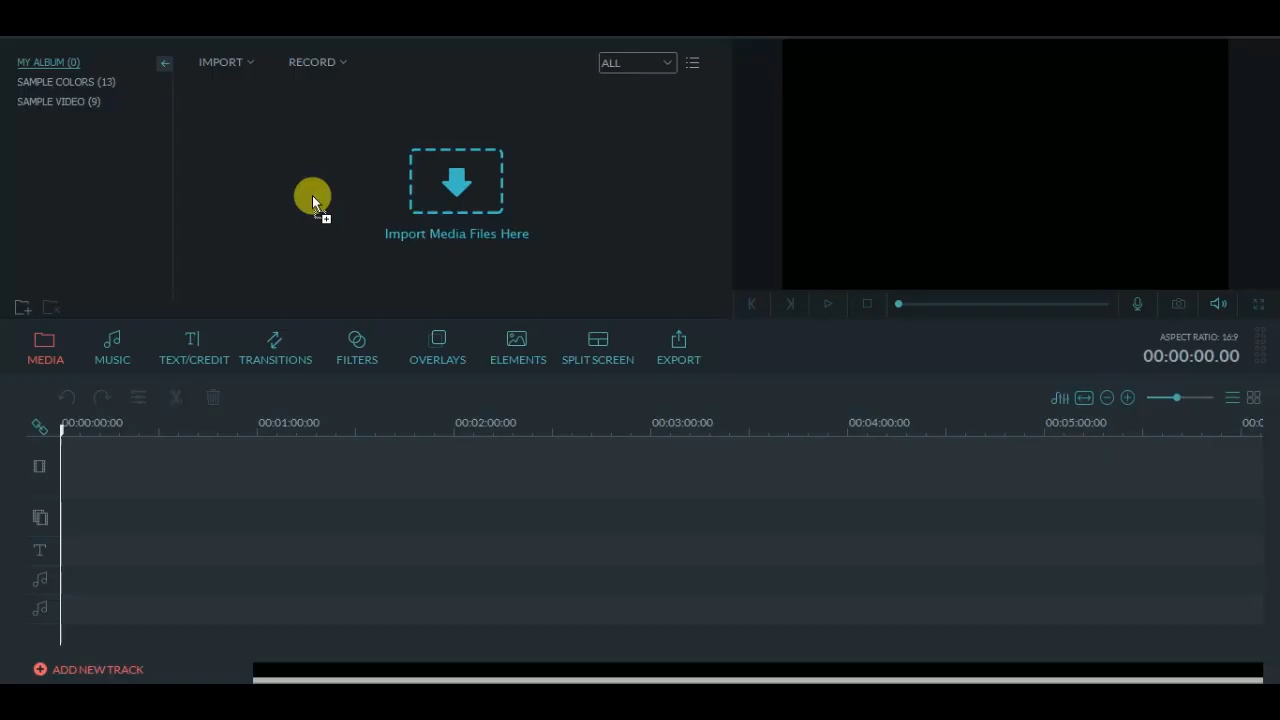 MY ALBUM (0)
IMPORT
RECORD
ALL
SAMPLE COLORS (13)
SAMPLE VIDEO (9)
Import Media Files Here
MEDIA
MUSIC
TEXT/CREDIT
TRANSITIONS
FILTERS
OVERLAYS
ELEMENTS
SPLIT SCREEN
EXPORT
ASPECT RATIO: 16:9
00:00:00.00
00:00:00:00
00:01:00:00
00:02:00:00
00:03:00:00
00:04:00:00
00:05:00:00
ADD NEW TRACK